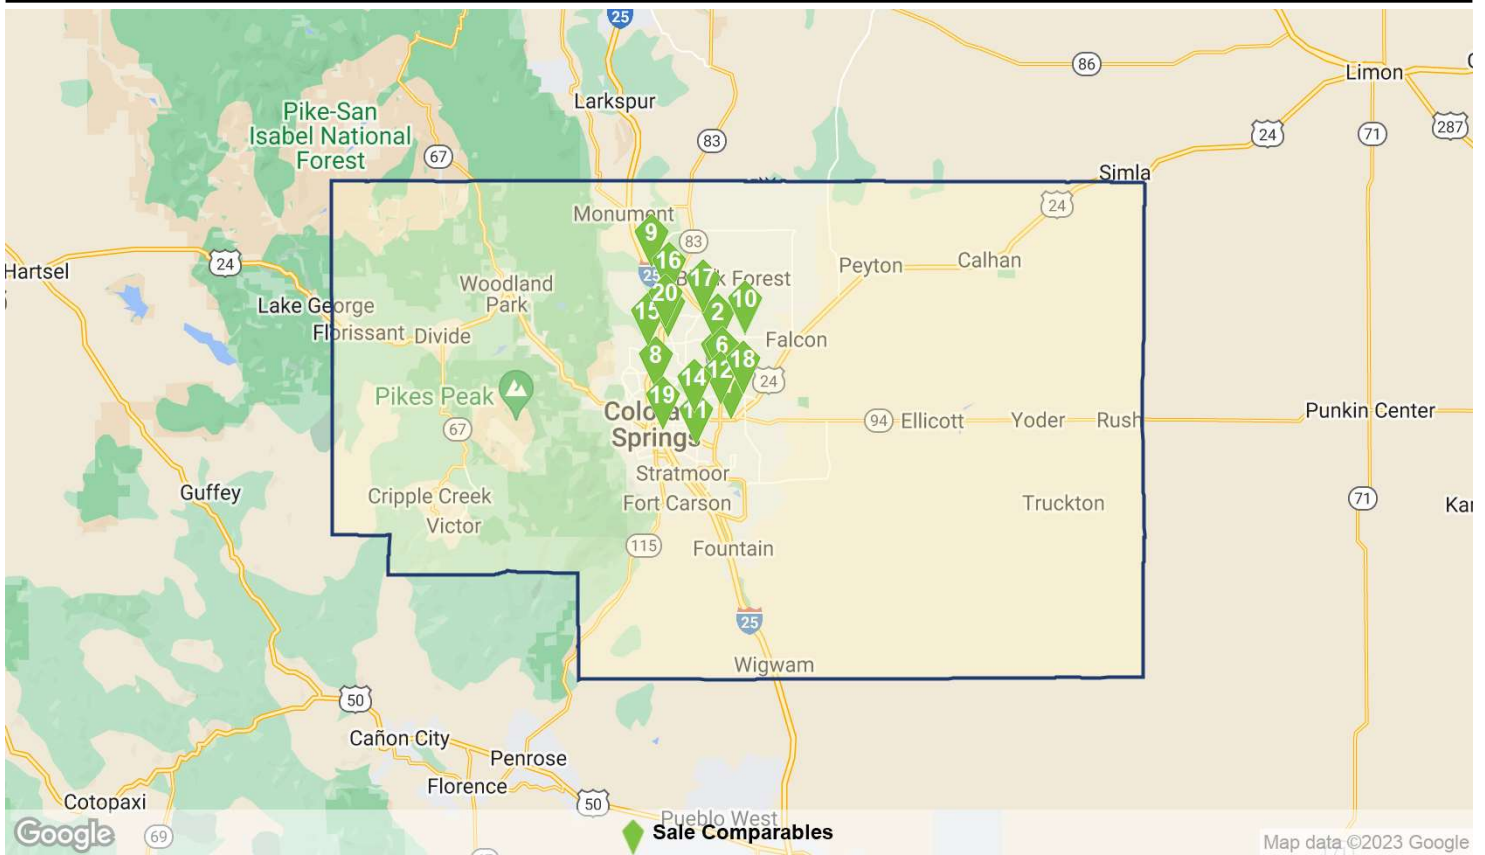 25
86
Limon
Larkspur
Pike-San
Isabel National
Forest
83
24
71
287
67
Simla
24
Monument
9
83
Hartsel
24
16
25
Forest
17
Peyton
Calhan
Woodland
Park
20
10
Lake George
15
2
Florissant
Divide
Falcon
6
8
18
12
14
24
Pikes Peak
19
11
7
Colorado
Springs
67
94
Ellicott
Yoder
Rush
Punkin Center
Stratmoor
Guffey
Cripple Creek
Victor
Fort Carson
Truckton
71
115
Fountain
25
Wigwam
50
Cañon City
Penrose
Florence
Cotopaxi
50
Pueblo West
Google
69
Sale Comparables
Map data ©2023 Google